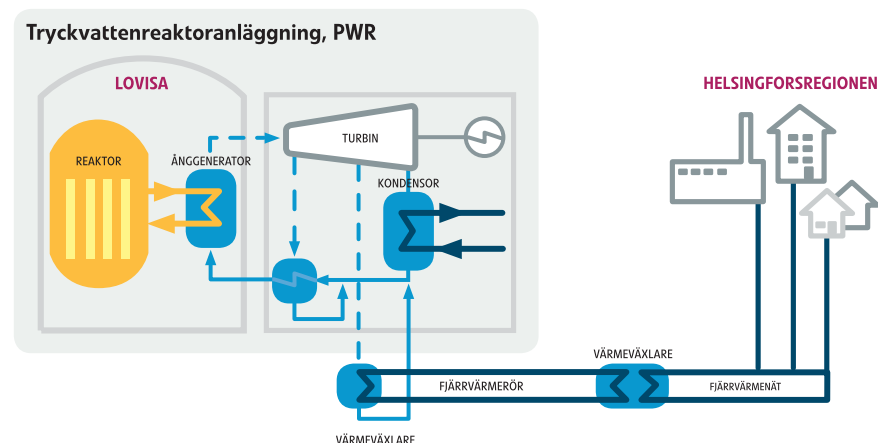 Tryckvattenreaktoranläggning, PWR
LOVISA
HELSINGFORSREGIONEN
REAKTOR
ÅNGGENERATOR
TURBIN
KONDENSOR
VÄRMEVÄXLARE
FJÄRRVÄRMERÖR
FJÄRRVÄRMENÄT
VÄRMEVÄXLARE